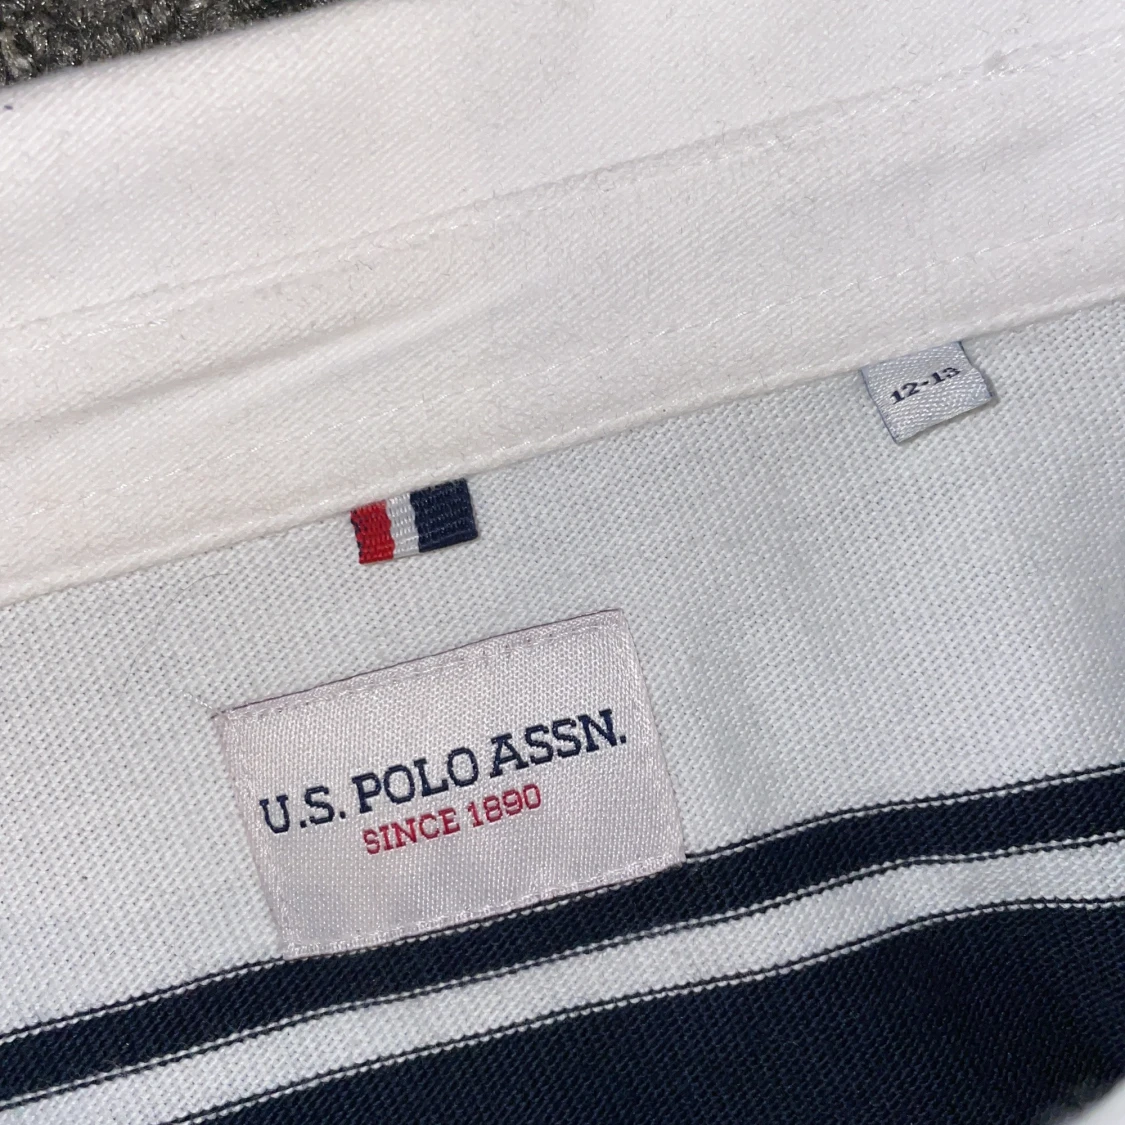 12-13
U.S. POLO ASSN.
SINCE 1890